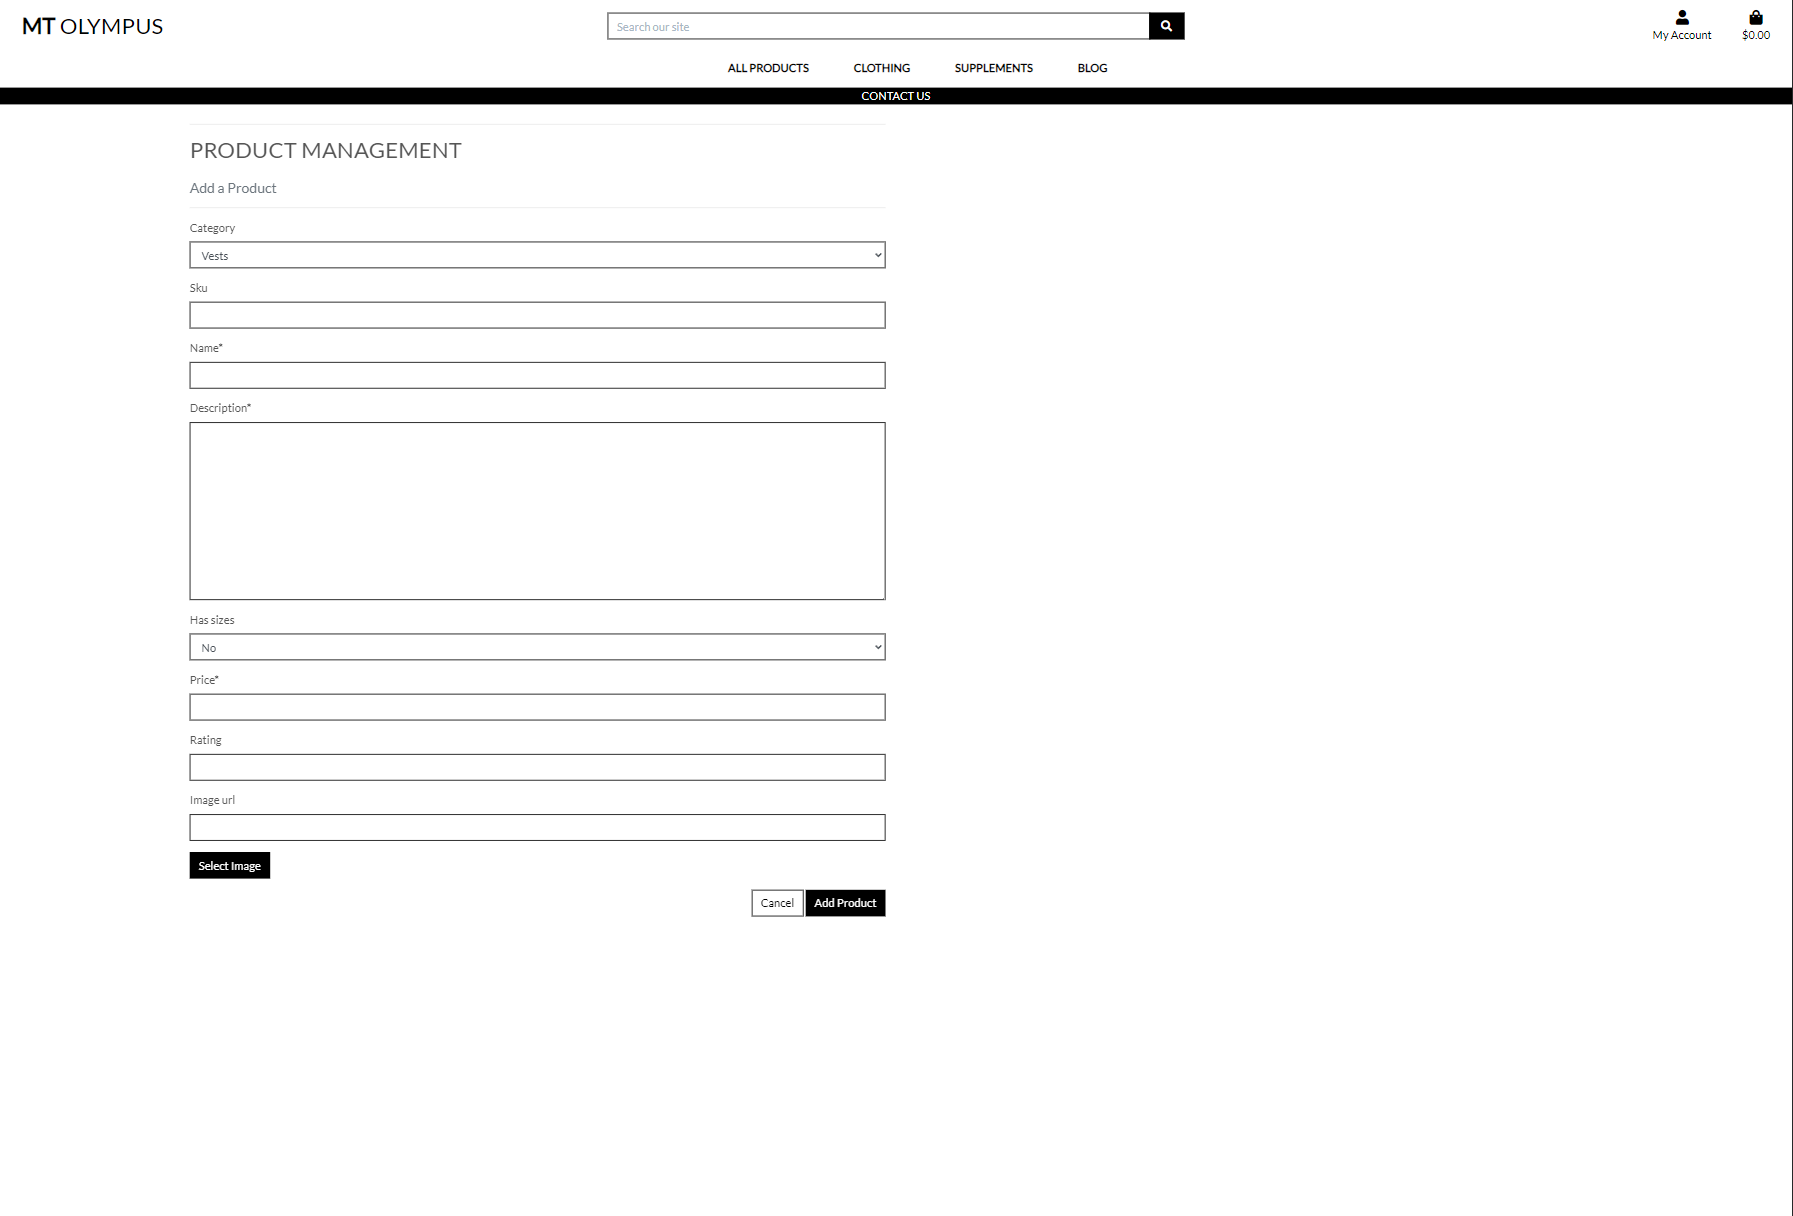 MT OLYMPUS
Search our site
My Account
$0.00
ALL PRODUCTS
CLOTHING
SUPPLEMENTS
BLOG
CONTACT US
PRODUCT MANAGEMENT
Add a Product
Category
Vests
Sku
Name*
Description*
Has sizes
No
Price*
Rating
Image url
Select Image
Cancel
Add Product